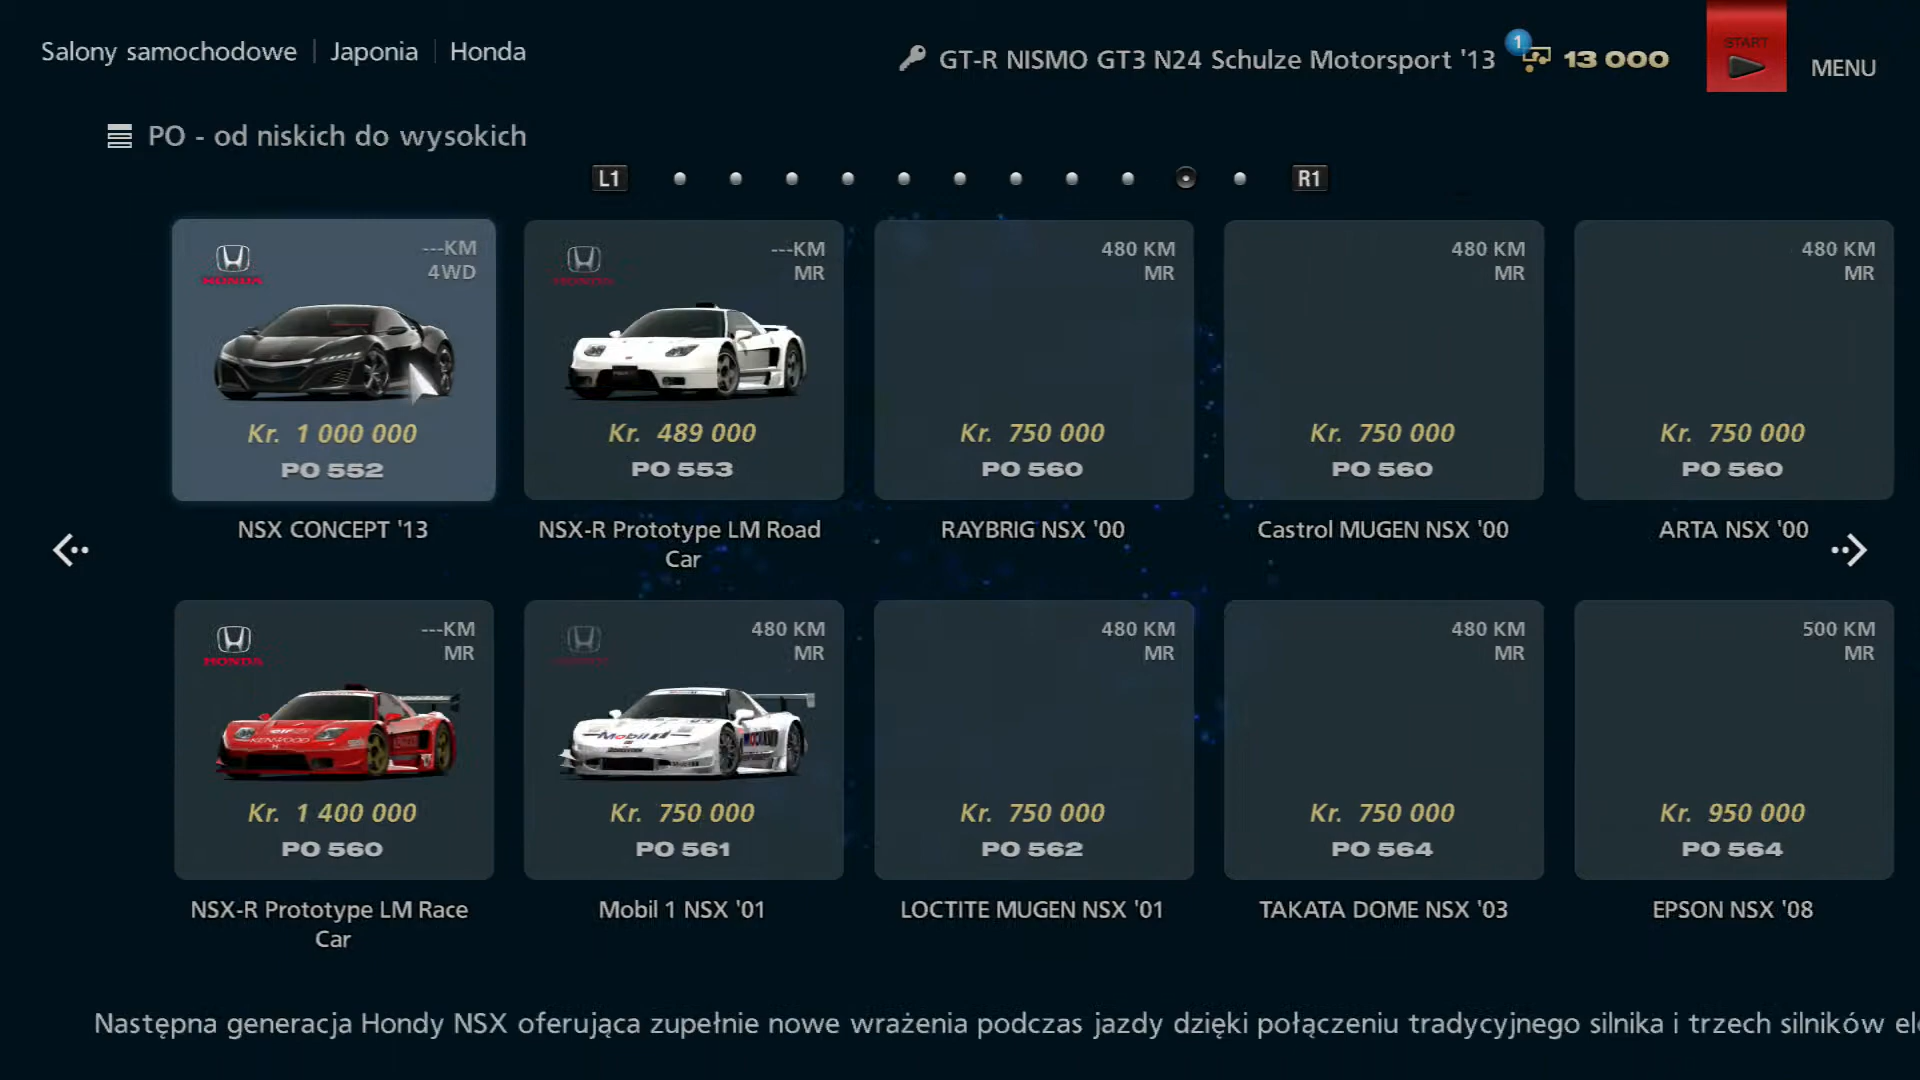 Salony samochodowe | Japonia | Honda
GT-R NISMO GT3 N24 Schulze Motorsport '13
1
13 000
START
MENU
PO - od niskich do wysokich
L1
R1
HONDA
---KM
4WD
Kr. 1 000 000
PO 552
NSX CONCEPT '13
HONDA
---KM
MR
Kr. 489 000
PO 553
NSX-R Prototype LM Road
Car
480 KM
MR
Kr. 750 000
PO 560
RAYBRIG NSX '00
480 KM
MR
Kr. 750 000
PO 560
Castrol MUGEN NSX '00
480 KM
MR
Kr. 750 000
PO 560
ARTA NSX '00
HONDA
---KM
MR
KENWOOD
Kr. 1 400 000
PO 560
NSX-R Prototype LM Race
Car
480 KM
MR
Mobil 1
Kr. 750 000
PO 561
Mobil 1 NSX '01
480 KM
MR
Kr. 750 000
PO 562
LOCTITE MUGEN NSX '01
480 KM
MR
Kr. 750 000
PO 564
TAKATA DOME NSX '03
500 KM
MR
Kr. 950 000
PO 564
EPSON NSX '08
Następna generacja Hondy NSX oferująca zupełnie nowe wrażenia podczas jazdy dzięki połączeniu tradycyjnego silnika i trzech silników el